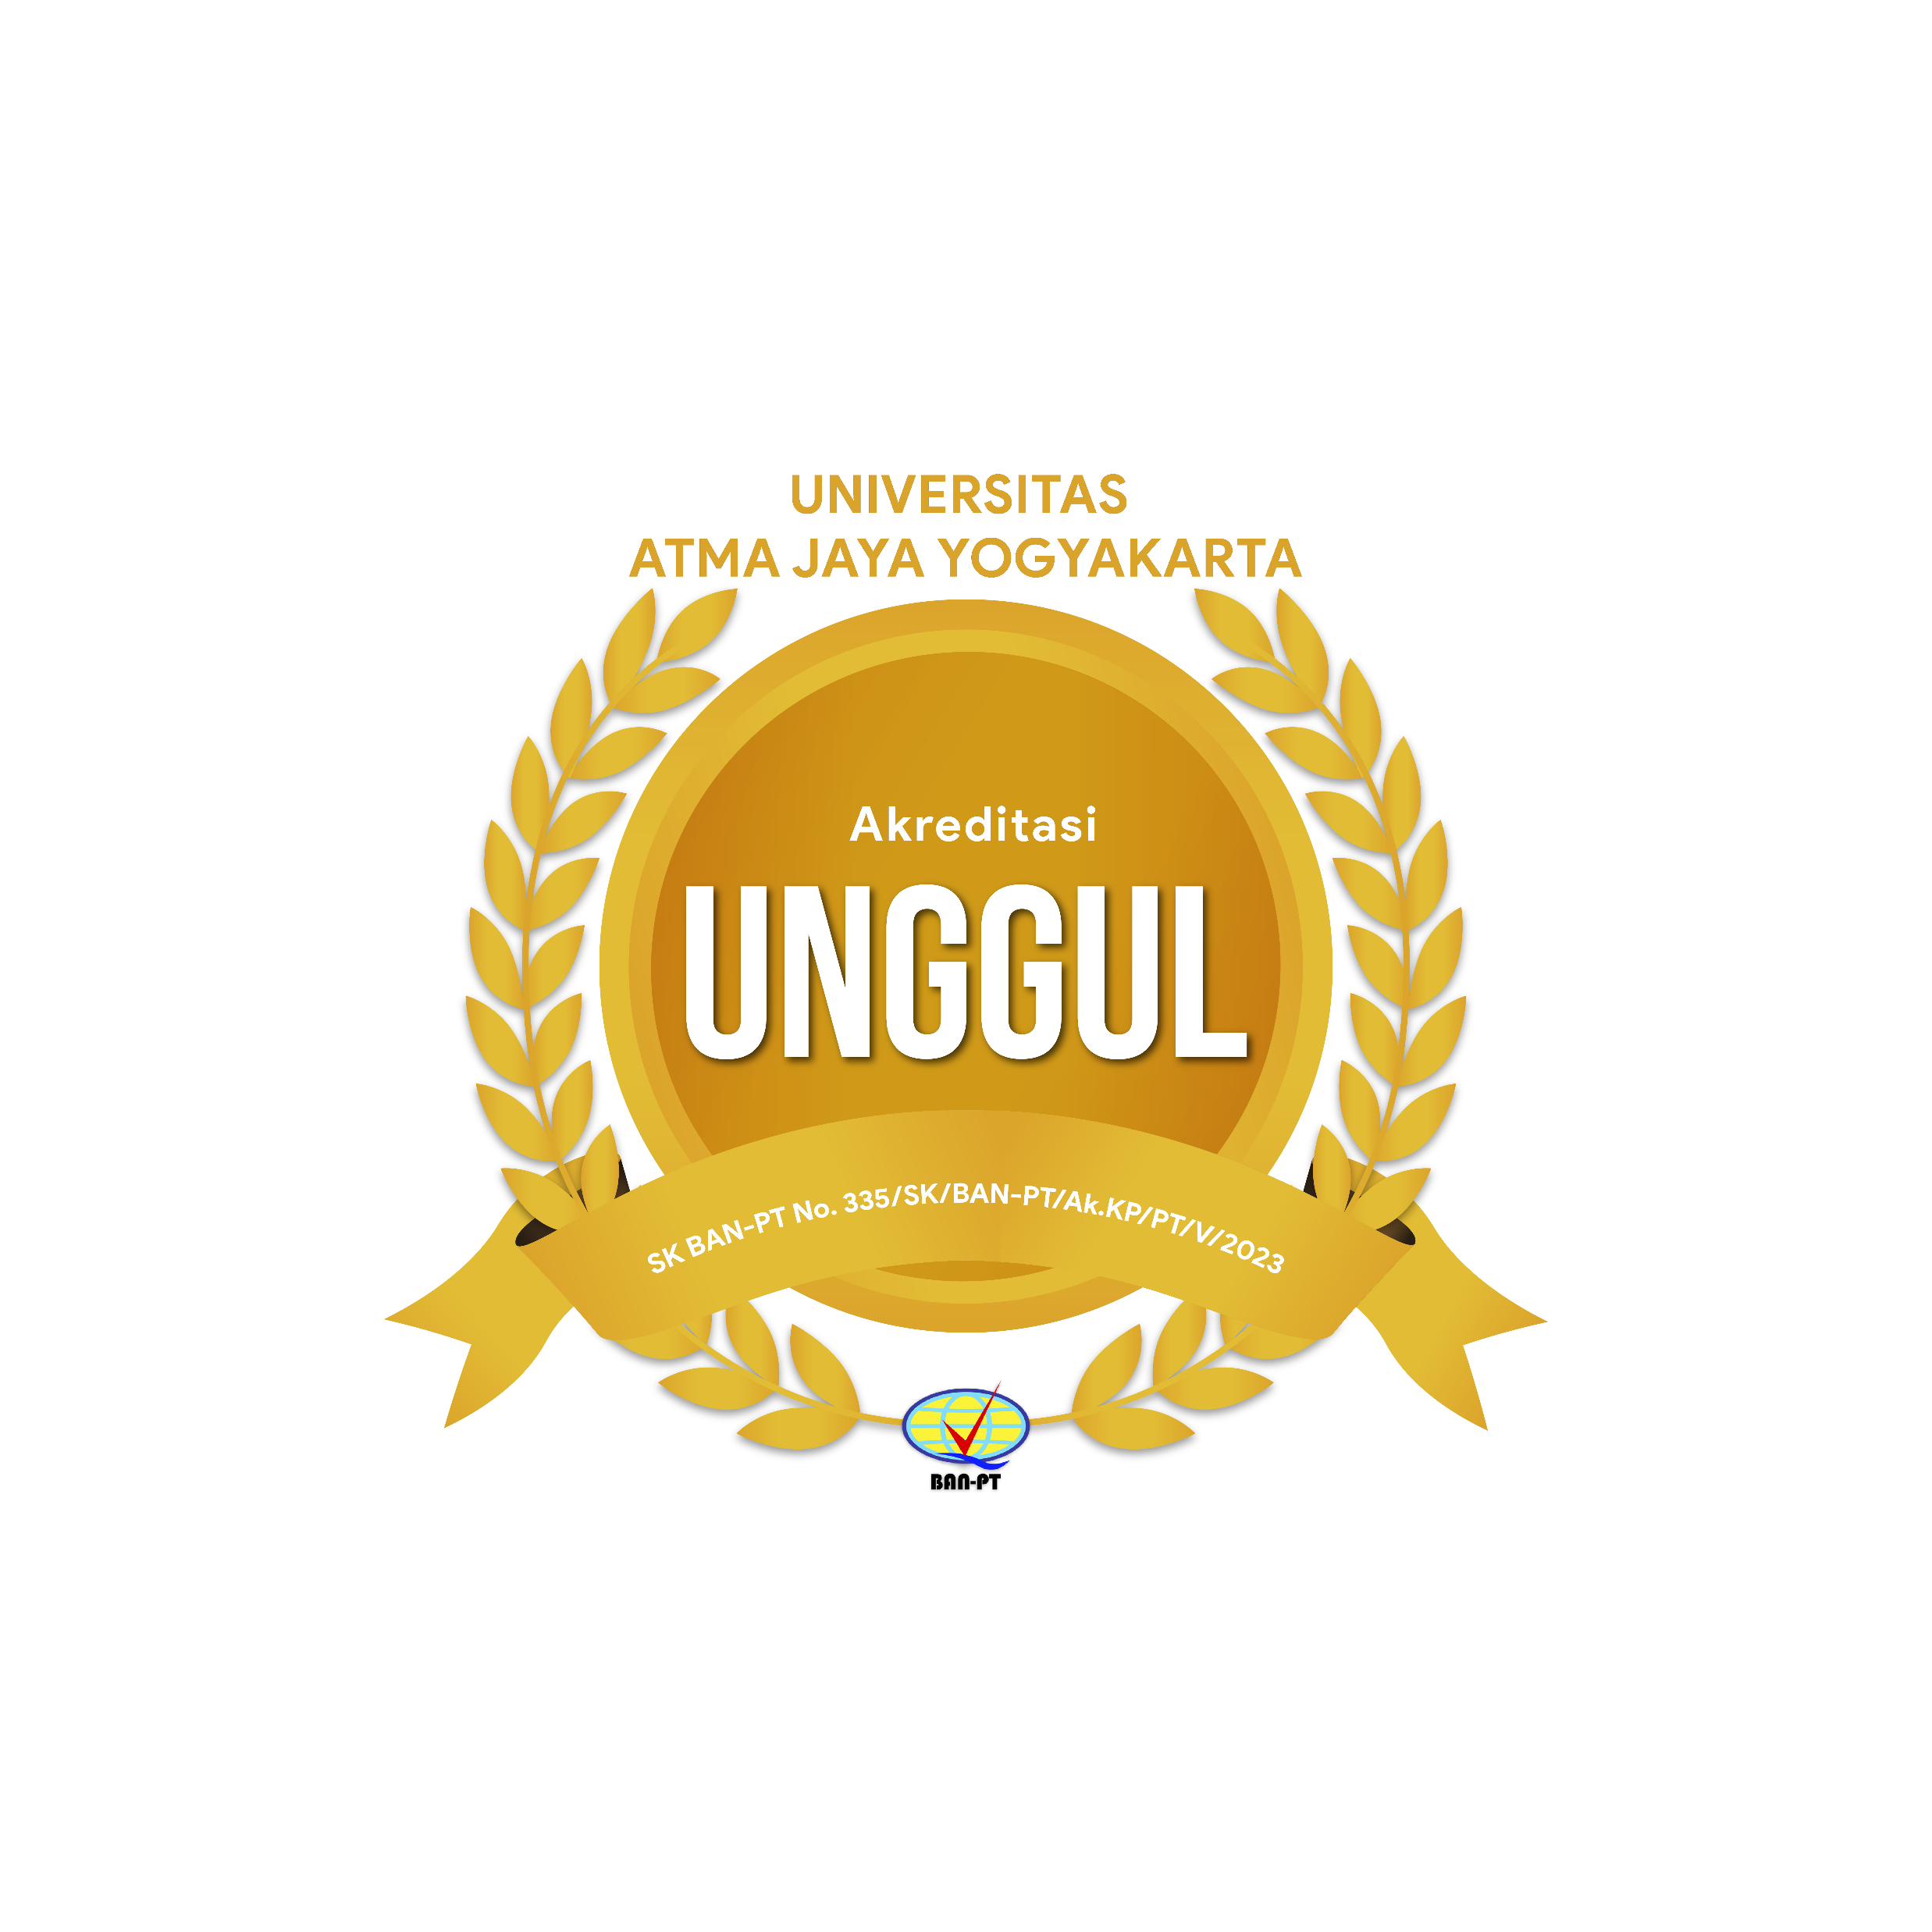 UNIVERSITAS
ATMA JAYA YOGYAKARTA
Akreditasi
UNGGUL
SK BAN-PT No. 335/SK/BAN-PT/Ak.KP/PT/V//2023
BAN-PT